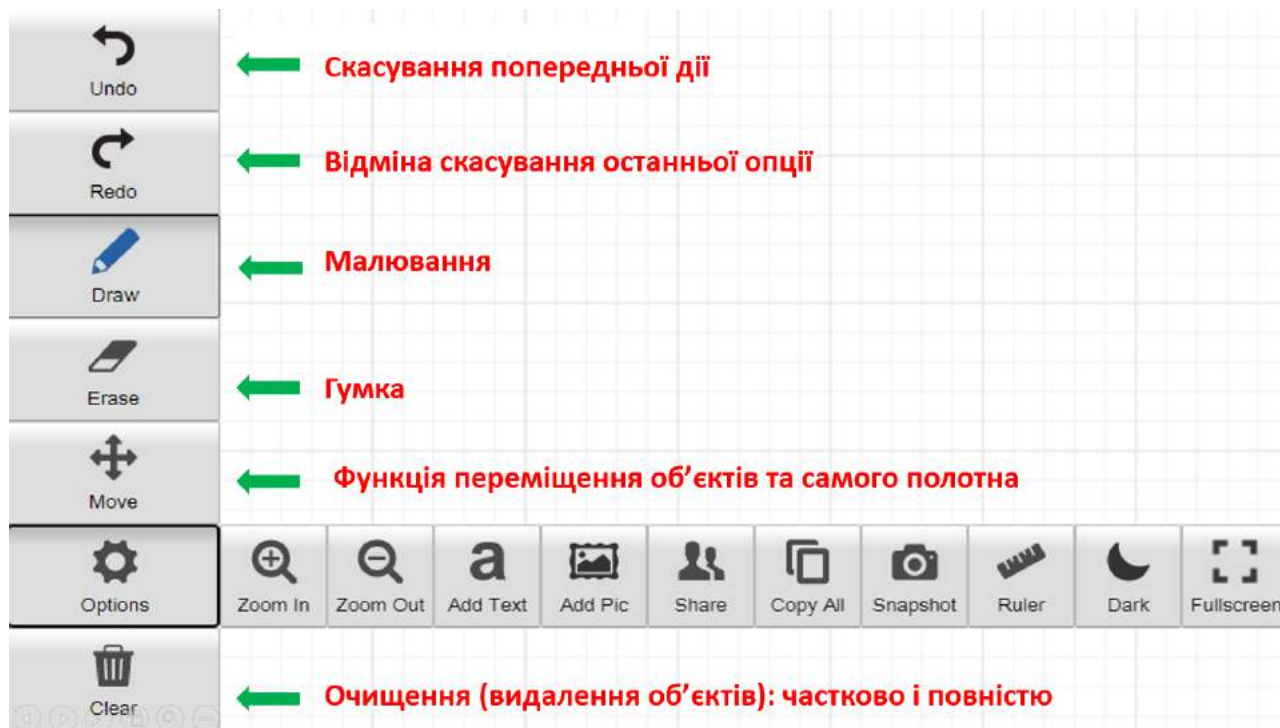 Undo
Скасування попередньої дії
Redo
Відміна скасування останньої опції
Draw
Малювання
Erase
Гумка
Move
Функція переміщення об’єктів та самого полотна
Options
Zoom In
Zoom Out
Add Text
Add Pic
Share
Copy All
Snapshot
Ruler
Dark
Fullscreen
Clear
Очищення (видалення об’єктів): частково і повністю